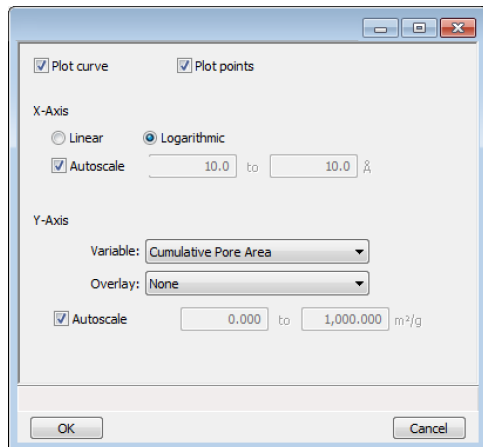 Plot curve Plot points
X-Axis
Linear Logarithmic
Autoscale 10.0 to 10.0 Å
Y-Axis
Variable: Cumulative Pore Area
Overlay: None
Autoscale 0.000 to 1,000.000 m²/g
OK Cancel